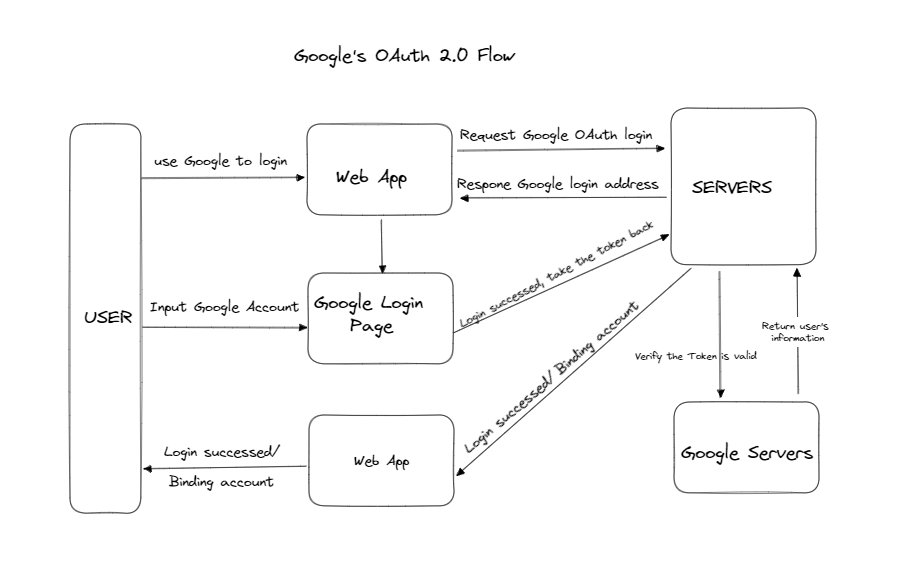 Google's OAuth 2.0 Flow
use Google to login
Web App
Request Google OAuth login
Respone Google login address
SERVERS
USER
Input Google Account
Google Login
Page
Login successed, take the token back
Login successed/ Binding account
Verify the Token is valid
Return user's
information
Login successed/
Binding account
Web App
Google Servers